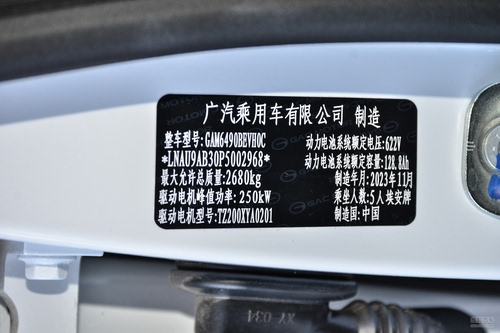 广汽乘用车有限公司 制造
整车型号: GAM6490BEVH0C 动力电池系统额定电压: 622V
*LNAU9AB30P5002968* 动力电池系统额定容量: 128.8Ah
最大允许总质量: 2680kg 制造年月: 2023年11月
驱动电机峰值功率: 250kW 乘坐人数: 5人 埃安牌
驱动电机型号: TZ200XYA0201 制造国: 中国
XY 034